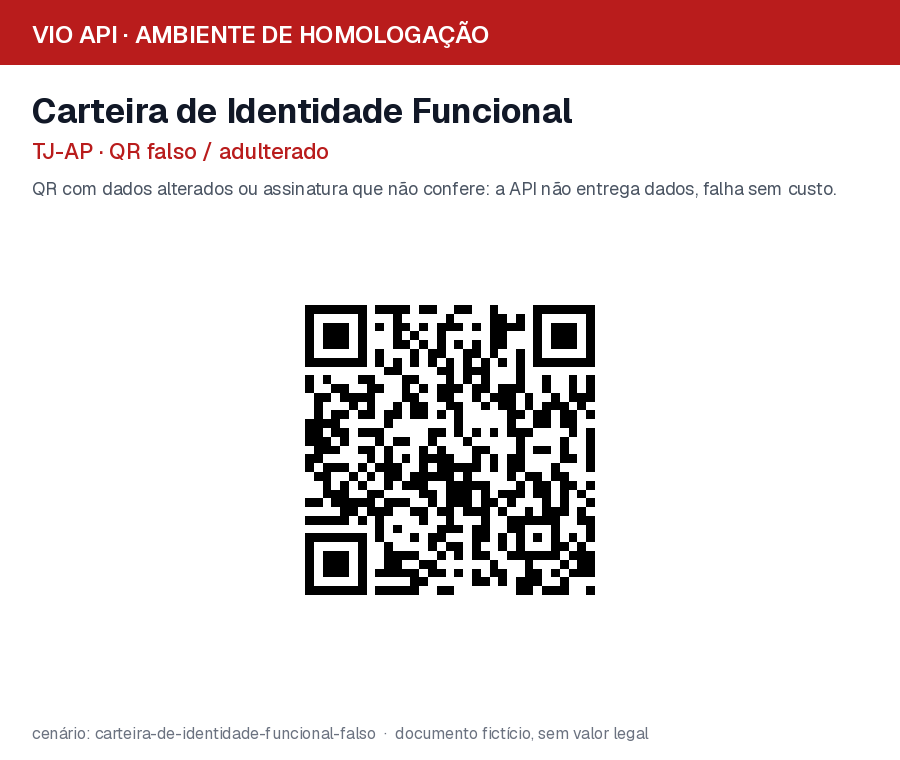 VIO API · AMBIENTE DE HOMOLOGAÇÃO
Carteira de Identidade Funcional
TJ-AP · QR falso / adulterado
QR com dados alterados ou assinatura que não confere: a API não entrega dados, falha sem custo.
cenário: carteira-de-identidade-funcional-falso · documento fictício, sem valor legal